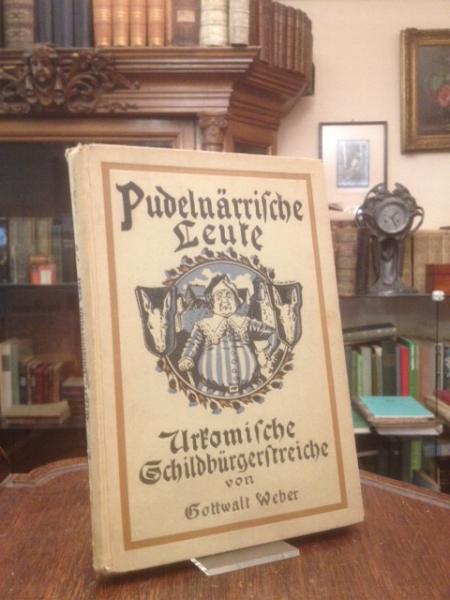 Pudelnärrische
Leute
Urkomische
Schildbürgerstreiche
von
Gottwalt Weber